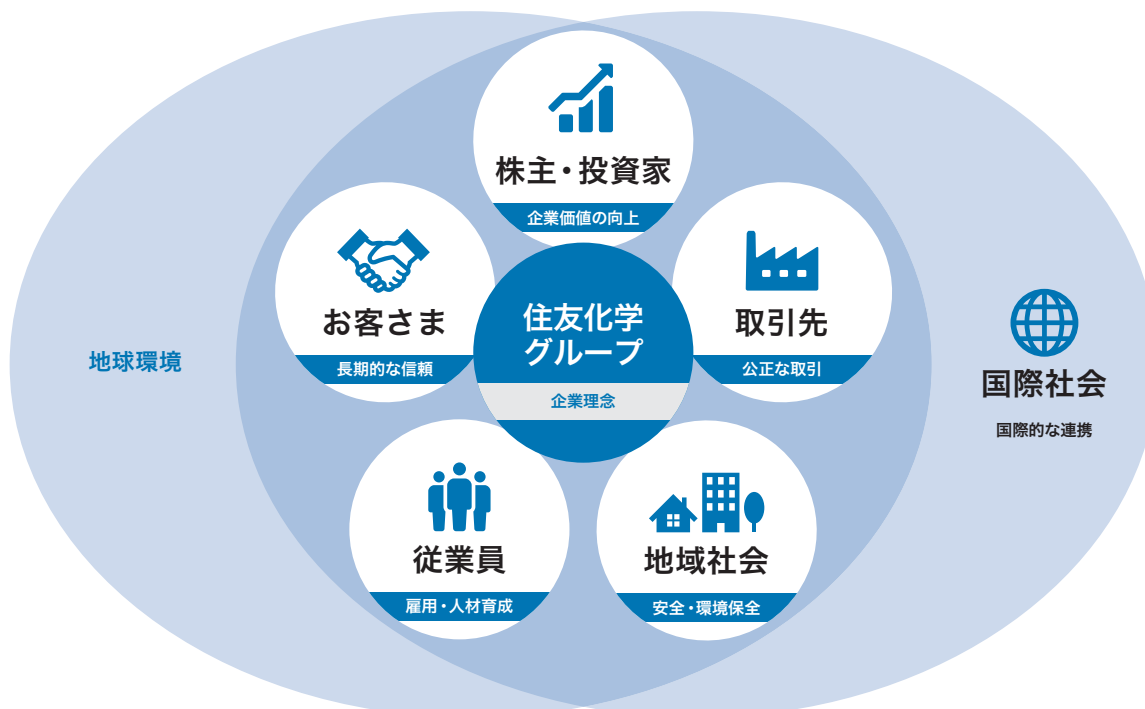 株主・投資家
企業価値の向上
お客さま
長期的な信頼
住友化学
グループ
企業理念
取引先
公正な取引
地球環境
国際社会
国際的な連携
従業員
雇用・人材育成
地域社会
安全・環境保全